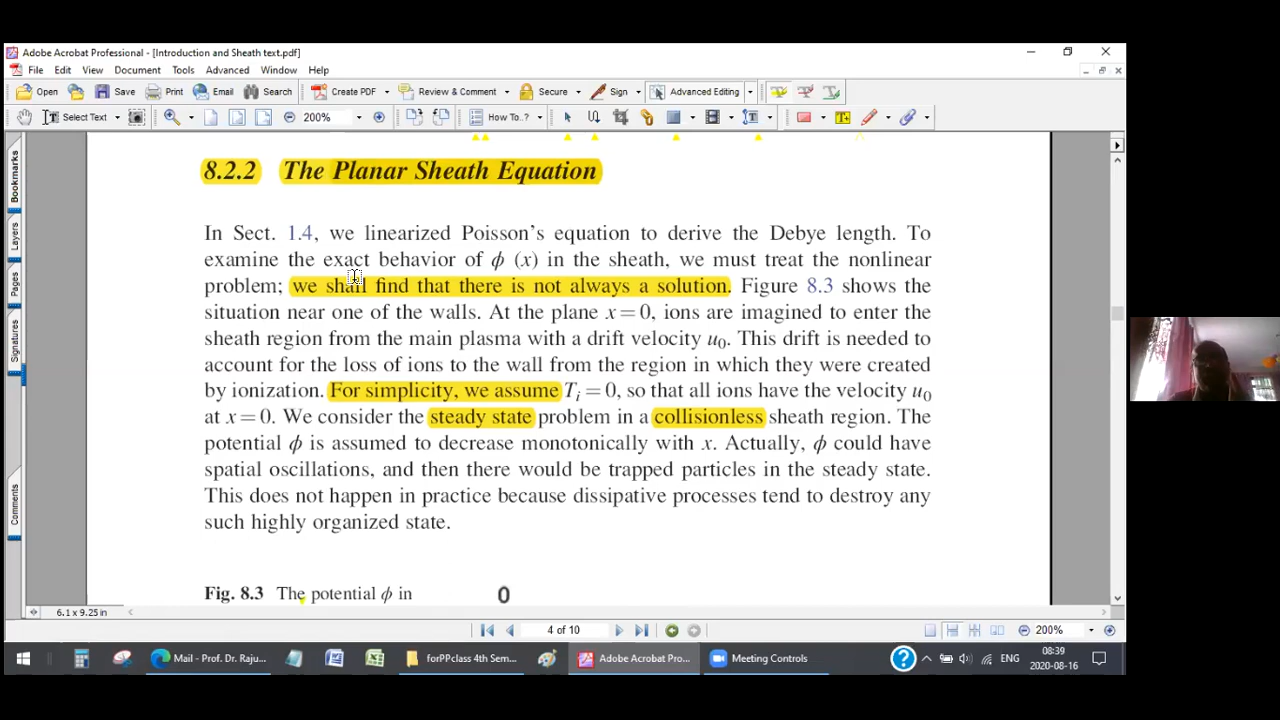 Adobe Acrobat Professional - [Introduction and Sheath text.pdf]
File Edit View Document Tools Advanced Window Help
Open Save Print Email Search Create PDF Review & Comment Secure Sign Advanced Editing
Select Text 200% How To?
Bookmarks
Layers
Pages
Signatures
Comments
8.2.2 The Planar Sheath Equation
In Sect. 1.4, we linearized Poisson's equation to derive the Debye length. To
examine the exact behavior of ϕ (x) in the sheath, we must treat the nonlinear
problem; we shall find that there is not always a solution. Figure 8.3 shows the
situation near one of the walls. At the plane x = 0, ions are imagined to enter the
sheath region from the main plasma with a drift velocity u₀. This drift is needed to
account for the loss of ions to the wall from the region in which they were created
by ionization. For simplicity, we assume Tᵢ = 0, so that all ions have the velocity u₀
at x = 0. We consider the steady state problem in a collisionless sheath region. The
potential ϕ is assumed to decrease monotonically with x. Actually, ϕ could have
spatial oscillations, and then there would be trapped particles in the steady state.
This does not happen in practice because dissipative processes tend to destroy any
such highly organized state.
Fig. 8.3 The potential ϕ in
0
6.1 x 9.25 in
4 of 10
200%
Mail - Prof. Dr. Raju... forPPclass 4th Sem... Adobe Acrobat Pro... Meeting Controls ENG 08:39
2020-08-16